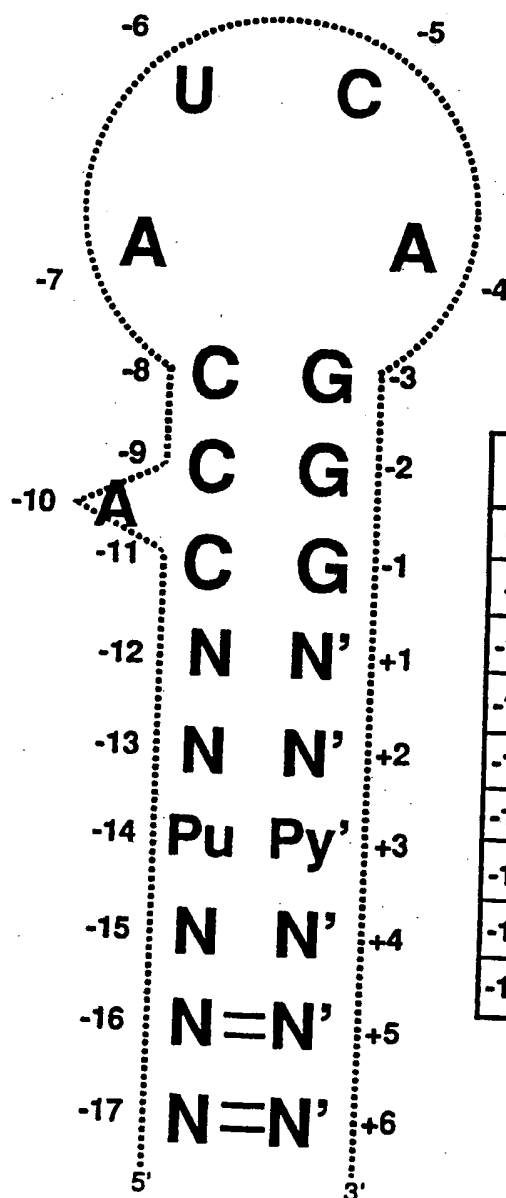 -6 -5
U C
A A
-7 -4
-8 C G -3
-9 C G -2
-10 A
-11 C G -1
-12 N N' +1
-13 N N' +2
-14 Pu Py' +3
-15 N N' +4
-16 N=N' +5
-17 N=N' +6
5' 3'